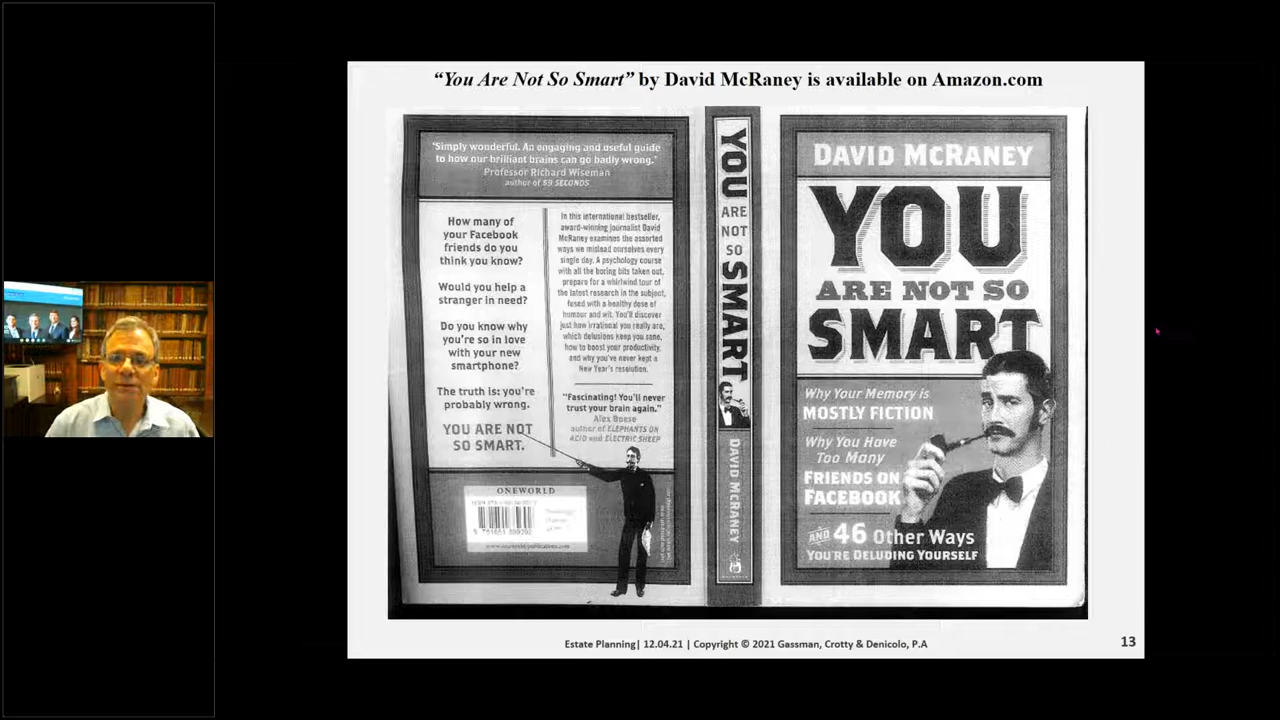 “You Are Not So Smart” by David McRaney is available on Amazon.com
'Simply wonderful. An engaging and useful guide
to how our brilliant brains can go badly wrong.'
Professor Richard Wiseman
author of 59 SECONDS
How many of
your Facebook
friends do you
think you know?
Would you help a
stranger in need?
Do you know why
you're so in love
with your new
smartphone?
The truth is: you're
probably wrong.
YOU ARE NOT
SO SMART.
In this international bestseller,
award-winning journalist David
McRaney examines the assorted
ways we mislead ourselves every
single day. A psychology course
with all the boring bits taken out,
prepare for a whirlwind tour of
the latest research in the subject,
fused with a healthy dose of
humour and wit. You'll discover
just how irrational you really are,
which delusions keep you sane,
how to boost your productivity,
and why you've never kept a
New Year's resolution.
"Fascinating! You'll never
trust your brain again."
Alex Boese
author of ELEPHANTS ON
ACID and ELECTRIC SHEEP
ONEWORLD
YOU
ARE
NOT
SO
SMART
DAVID McRANEY
DAVID McRANEY
YOU
ARE NOT SO
SMART
Why Your Memory is
MOSTLY FICTION
Why You Have
Too Many
FRIENDS ON
FACEBOOK
AND 46 Other Ways
YOU'RE DELUDING YOURSELF
Estate Planning| 12.04.21 | Copyright © 2021 Gassman, Crotty & Denicolo, P.A
13